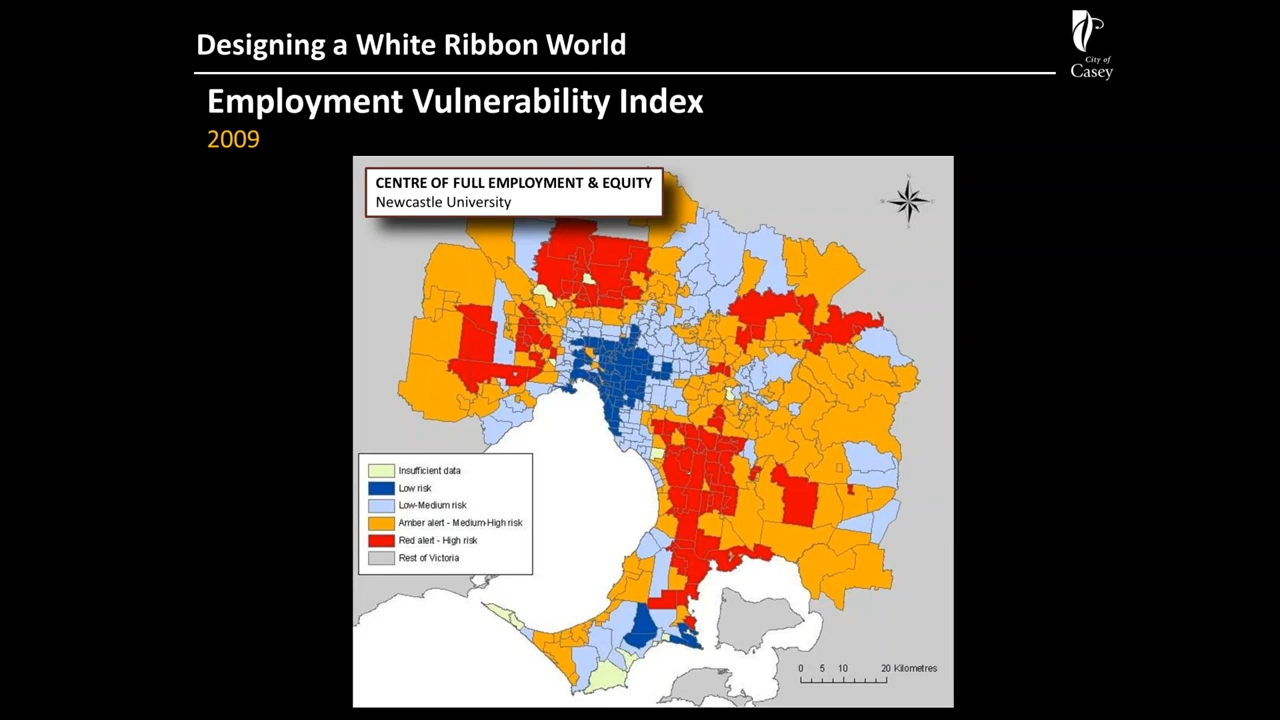 Designing a White Ribbon World
City of
Casey
Employment Vulnerability Index
2009
CENTRE OF FULL EMPLOYMENT & EQUITY
Newcastle University
N
Insufficient data
Low risk
Low-Medium risk
Amber alert - Medium-High risk
Red alert - High risk
Rest of Victoria
0 5 10 20 Kilometres